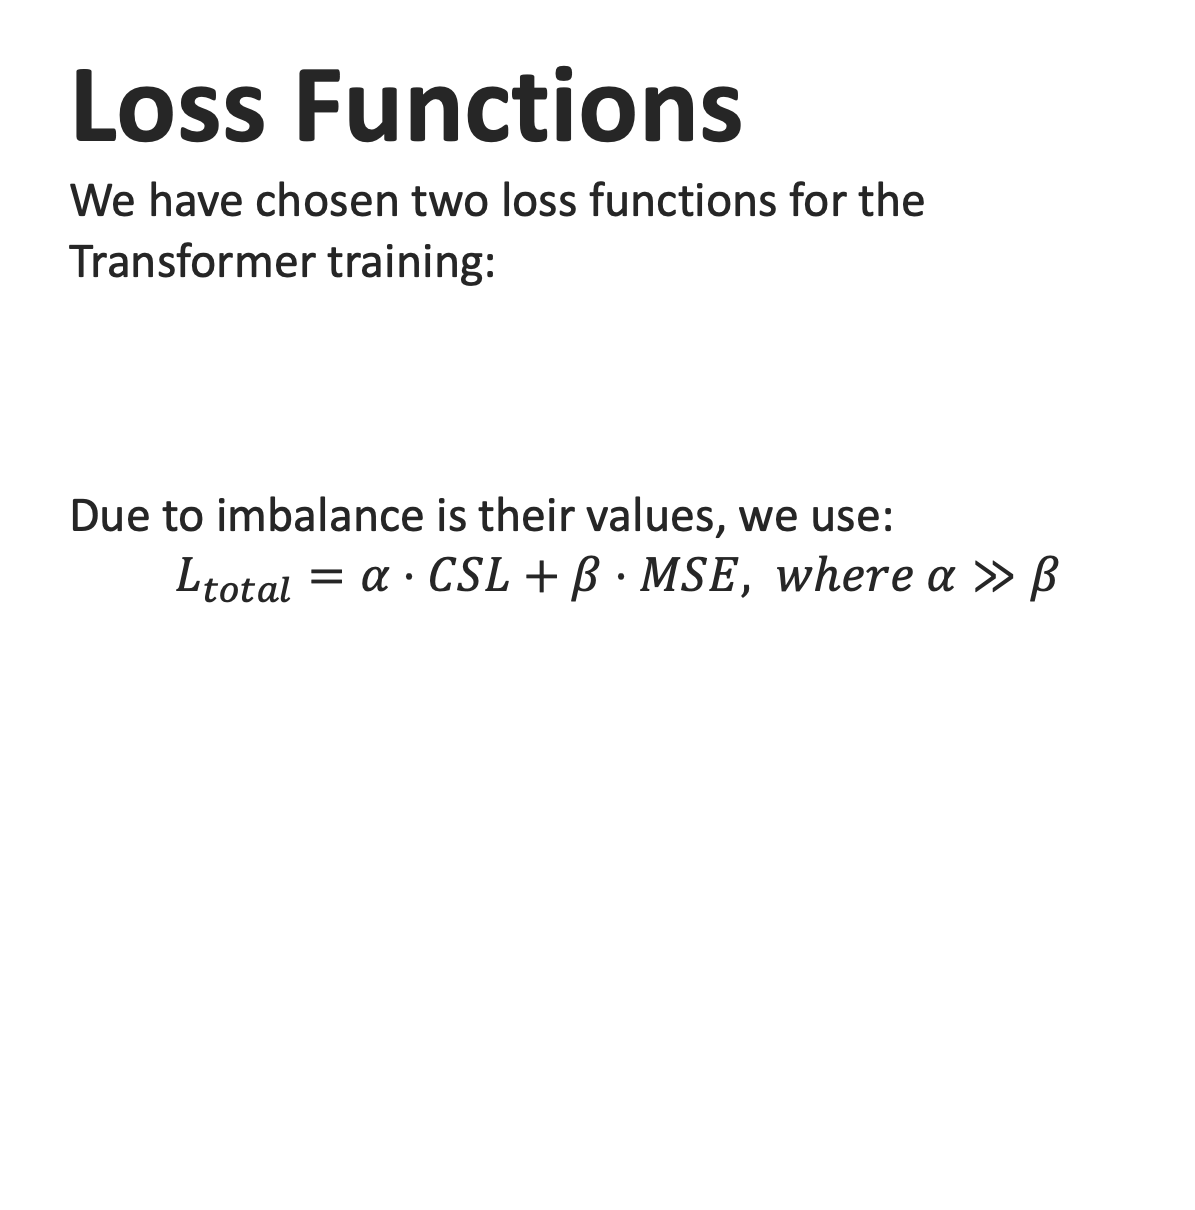 Loss Functions
We have chosen two loss functions for the
Transformer training:
Due to imbalance is their values, we use:
𝐿_total = α · CSL + β · MSE, where α ≫ β